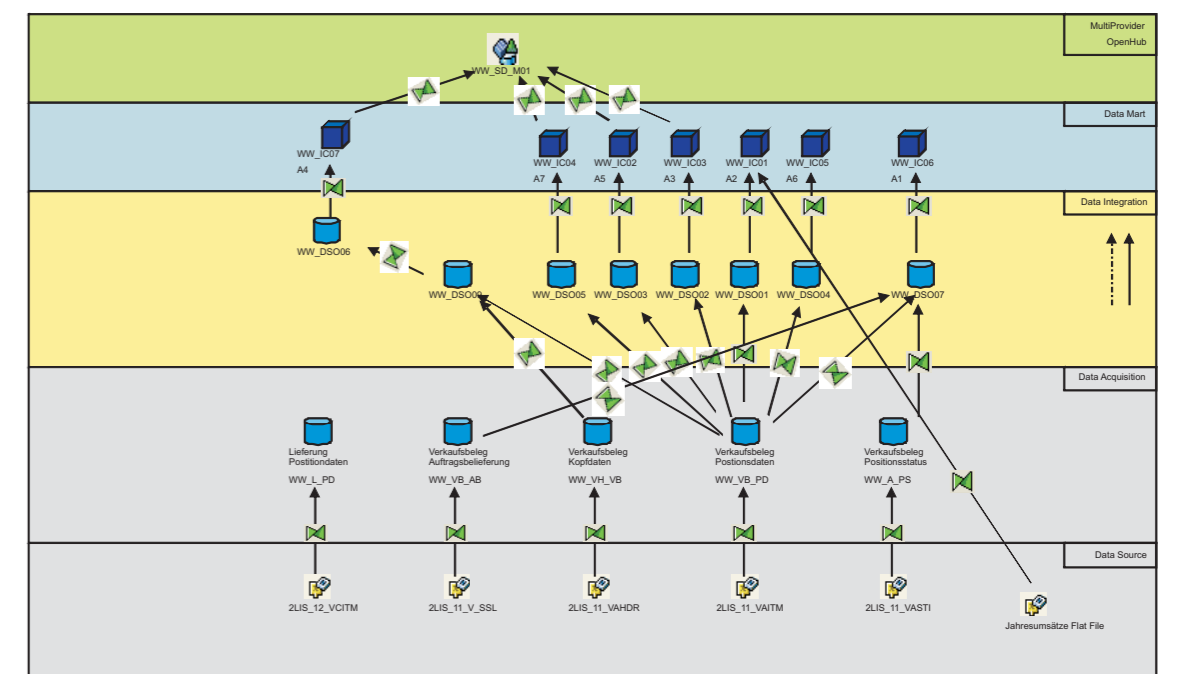 MultiProvider
OpenHub
WW_SD_M01
Data Mart
WW_IC07
A4
WW_IC04
A7
WW_IC02
A5
WW_IC03
A3
WW_IC01
A2
WW_IC05
A6
WW_IC06
A1
Data Integration
WW_DSO06
WW_DSO09
WW_DSO05
WW_DSO03
WW_DSO02
WW_DSO01
WW_DSO04
WW_DSO07
Data Acquisition
Lieferung
Postitiondaten
WW_L_PD
Verkaufsbeleg
Auftragsbelieferung
WW_VB_AB
Verkaufsbeleg
Kopfdaten
WW_VH_VB
Verkaufsbeleg
Postionsdaten
WW_VB_PD
Verkaufsbeleg
Positionsstatus
WW_A_PS
Data Source
2LIS_12_VCITM
2LIS_11_V_SSL
2LIS_11_VAHDR
2LIS_11_VAITM
2LIS_11_VASTI
Jahresumsätze Flat File